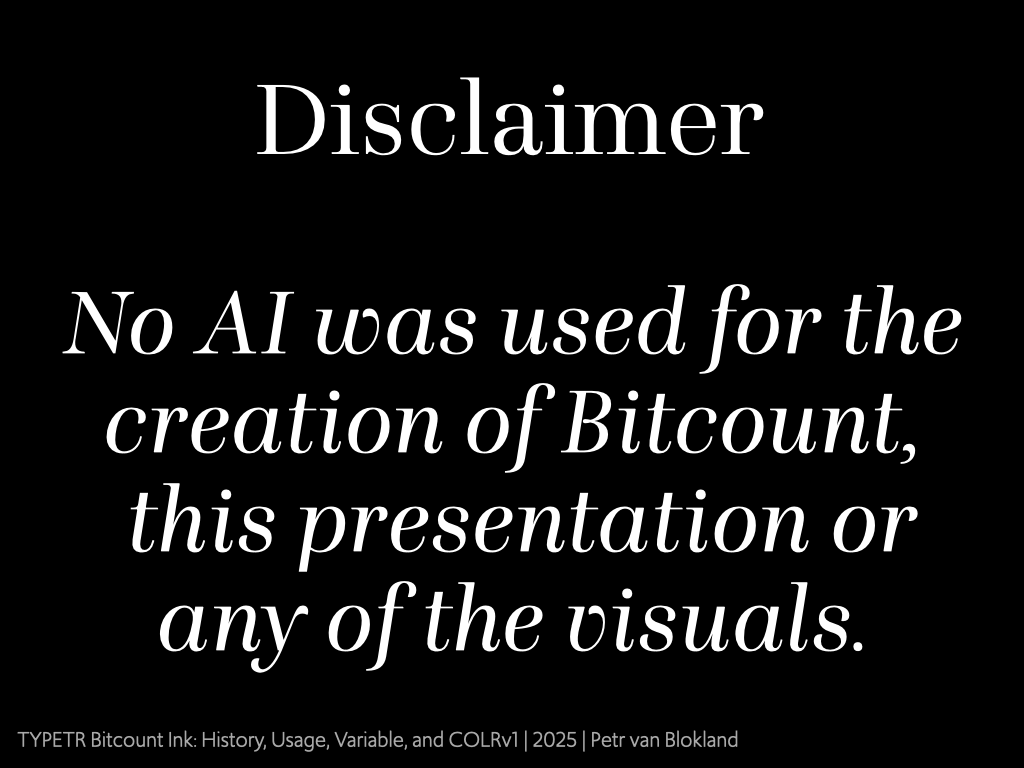 Disclaimer
No AI was used for the
creation of Bitcount,
this presentation or
any of the visuals.
TYPETR Bitcount Ink: History, Usage, Variable, and COLRv1 | 2025 | Petr van Blokland